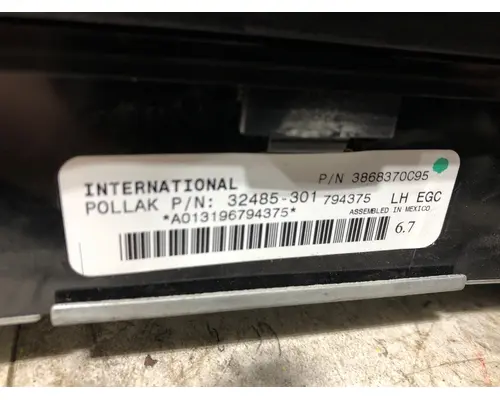 P/N 3868370C95
INTERNATIONAL
POLLAK P/N: 32485-301 794375 LH EGC
*A013196794375* ASSEMBLED IN MEXICO
6.7